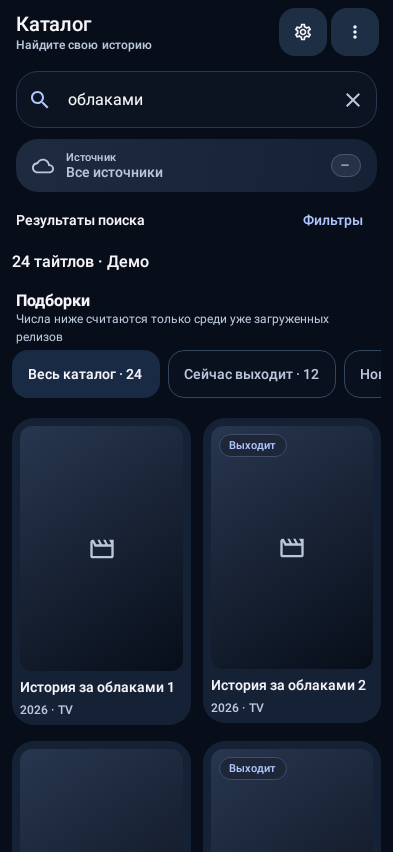 Каталог
Найдите свою историю
облаками
Источник
Все источники
–
Результаты поиска
Фильтры
24 тайтлов · Демо
Подборки
Числа ниже считаются только среди уже загруженных
релизов
Весь каталог · 24
Сейчас выходит · 12
Нов
Выходит
История за облаками 1
2026 · TV
История за облаками 2
2026 · TV
Выходит